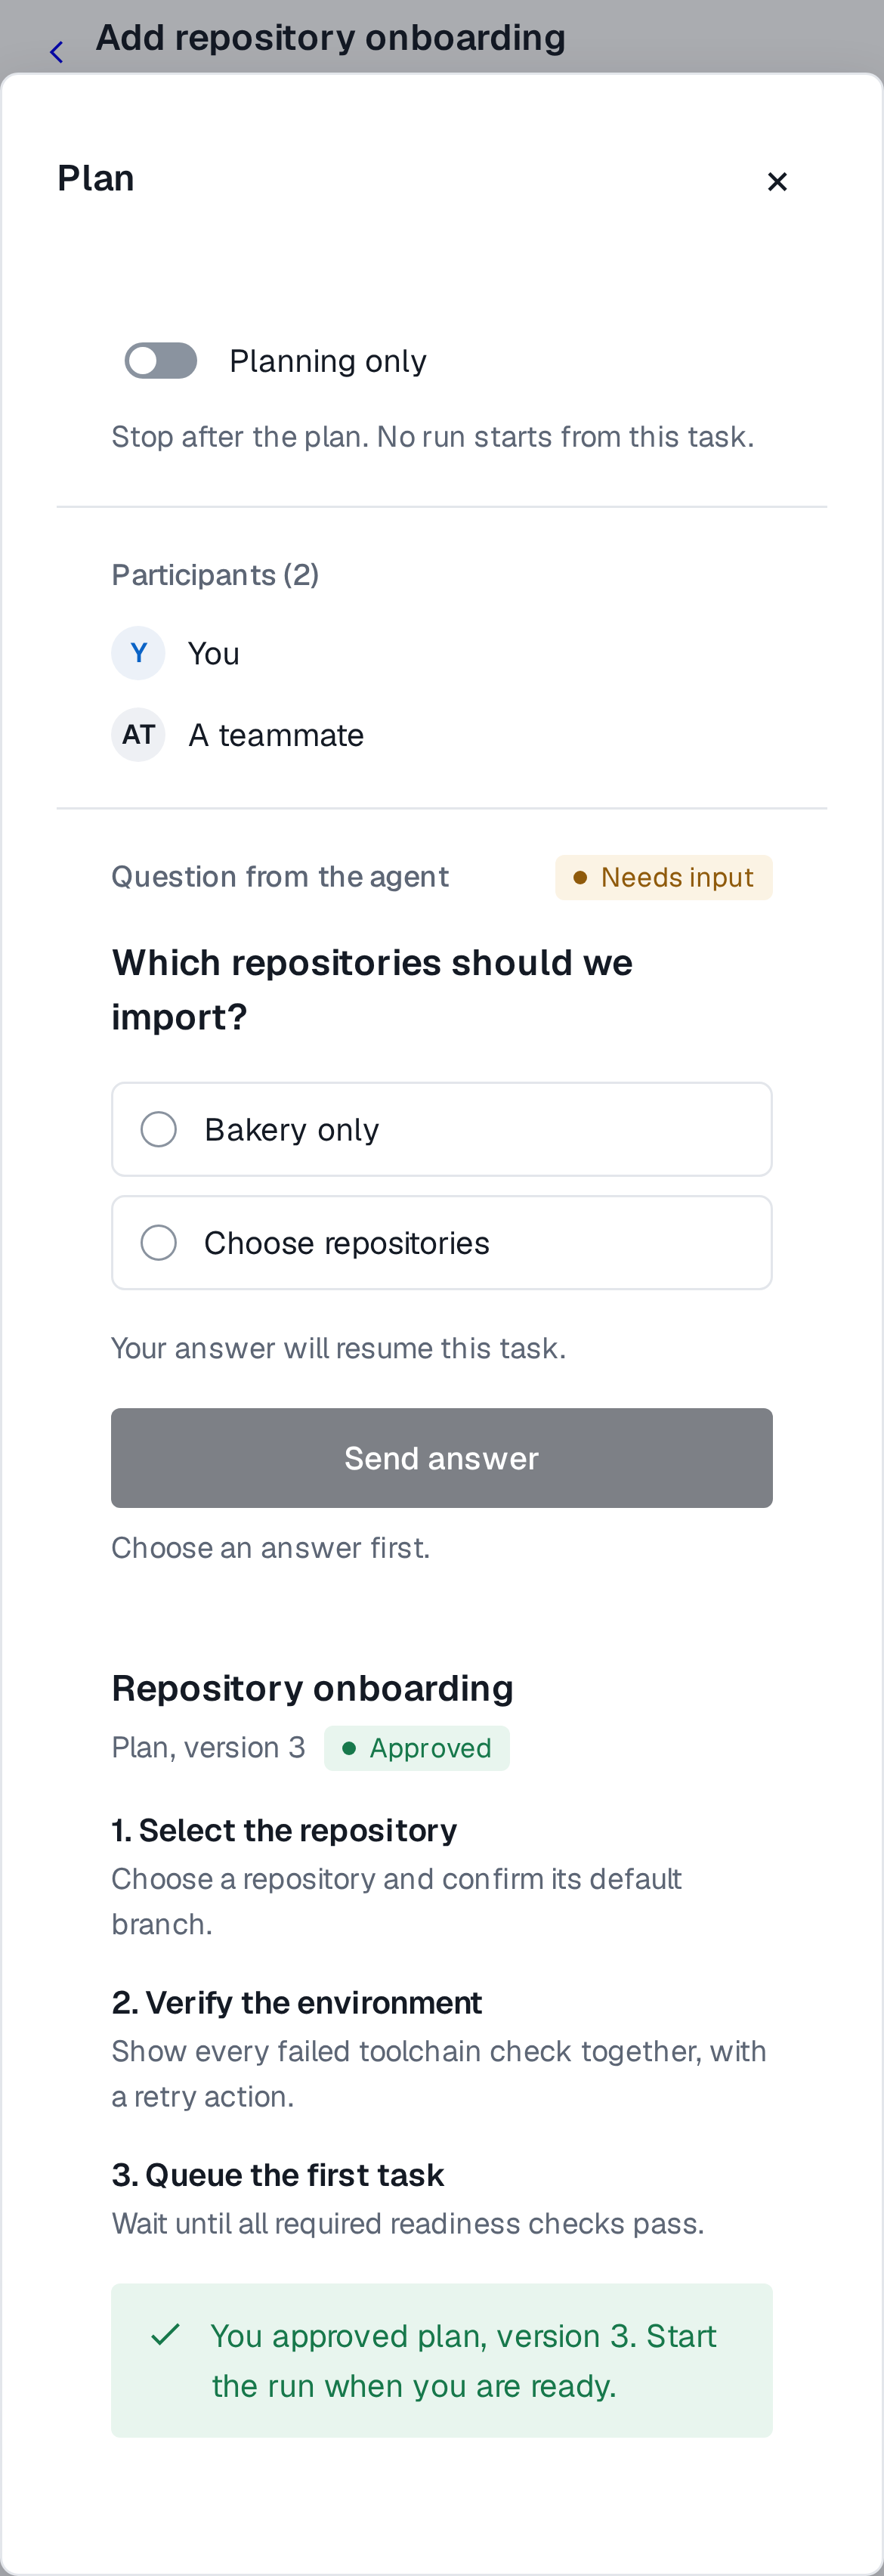 Add repository onboarding
Plan
Planning only
Stop after the plan. No run starts from this task.
Participants (2)
Y You
AT A teammate
Question from the agent Needs input
Which repositories should we
import?
Bakery only
Choose repositories
Your answer will resume this task.
Send answer
Choose an answer first.
Repository onboarding
Plan, version 3 Approved
1. Select the repository
Choose a repository and confirm its default
branch.
2. Verify the environment
Show every failed toolchain check together, with
a retry action.
3. Queue the first task
Wait until all required readiness checks pass.
You approved plan, version 3. Start
the run when you are ready.